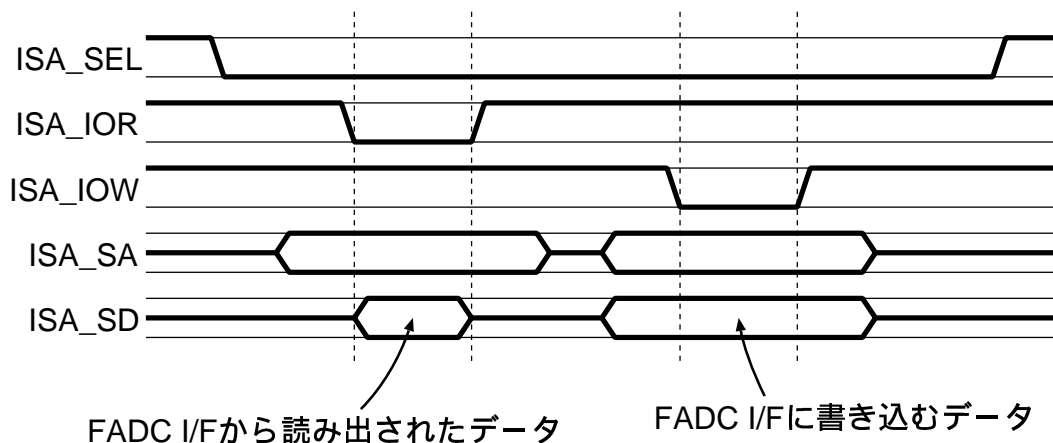 ISA_SEL
ISA_IOR
ISA_IOW
ISA_SA
ISA_SD
FADC I/Fから読み出されたデータ
FADC I/Fに書き込むデータ